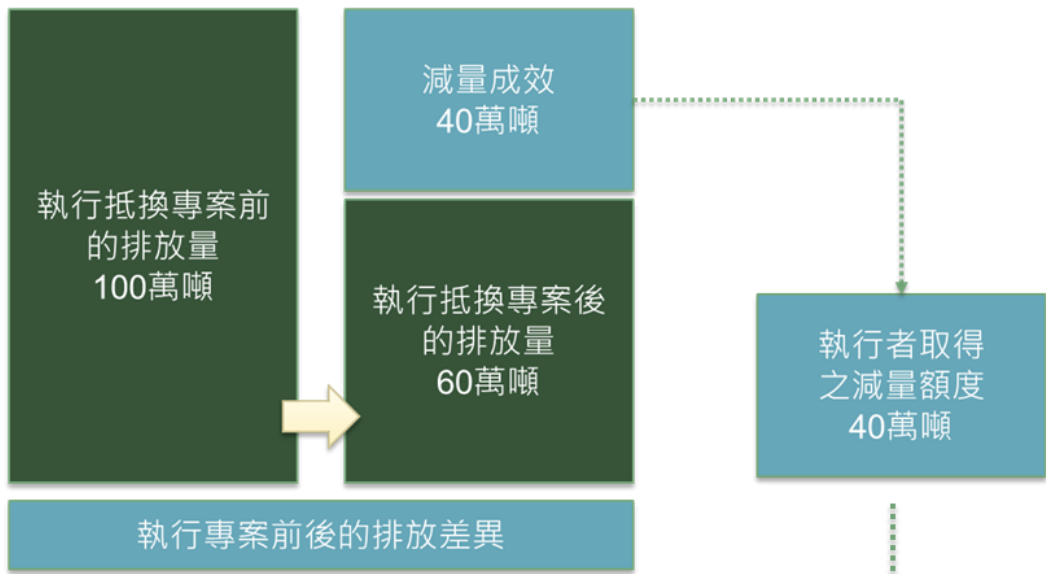 減量成效
40萬噸
執行抵換專案前
的排放量
100萬噸
執行抵換專案後
的排放量
60萬噸
執行者取得
之減量額度
40萬噸
執行專案前後的排放差異